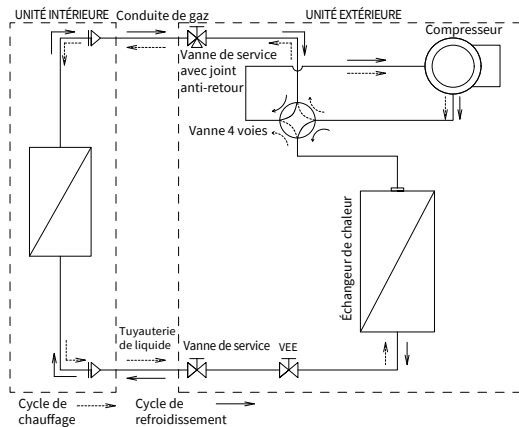 UNITÉ INTÉRIEURE
Conduite de gaz
UNITÉ EXTÉRIEURE
Compresseur
Vanne de service
avec joint
anti-retour
Vanne 4 voies
Échangeur de chaleur
Tuyauterie
de liquide
Vanne de service
VEE
Cycle de
chauffage
Cycle de
refroidissement